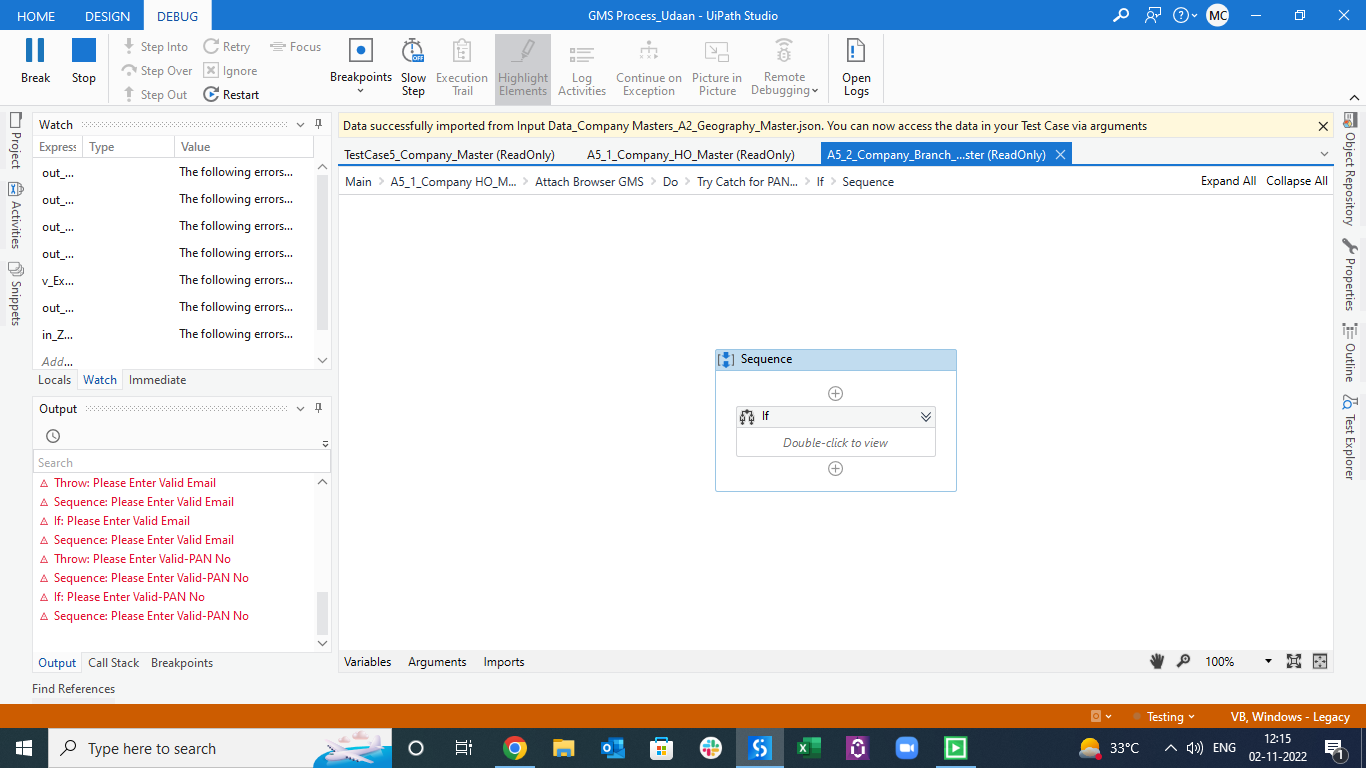 GMS Process_Udaan - UiPath Studio
HOME DESIGN DEBUG
MC
Break
Stop
Step Into
Step Over
Step Out
Retry
Ignore
Restart
Focus
Breakpoints
Slow Step
OFF
Execution Trail
Highlight Elements
Log Activities
Continue on Exception
Picture in Picture
Remote Debugging
Open Logs
Project
Activities
Snippets
Watch
Express Type Value
out_... The following errors...
out_... The following errors...
out_... The following errors...
out_... The following errors...
v_Ex... The following errors...
out_... The following errors...
in_Z... The following errors...
Add...
Locals Watch Immediate
Output
Search
Throw: Please Enter Valid Email
Sequence: Please Enter Valid Email
If: Please Enter Valid Email
Sequence: Please Enter Valid Email
Throw: Please Enter Valid-PAN No
Sequence: Please Enter Valid-PAN No
If: Please Enter Valid-PAN No
Sequence: Please Enter Valid-PAN No
Output Call Stack Breakpoints
Find References
Data successfully imported from Input Data_Company Masters_A2_Geography_Master.json. You can now access the data in your Test Case via arguments
TestCase5_Company_Master (ReadOnly) A5_1_Company_HO_Master (ReadOnly) A5_2_Company_Branch_...ster (ReadOnly)
Main A5_1_Company HO_M... Attach Browser GMS Do Try Catch for PAN... If Sequence
Expand All Collapse All
Sequence
If
Double-click to view
Variables Arguments Imports
100%
Object Repository
Properties
Outline
Test Explorer
Testing
VB, Windows - Legacy
Type here to search
33°C
ENG
12:15
02-11-2022
1